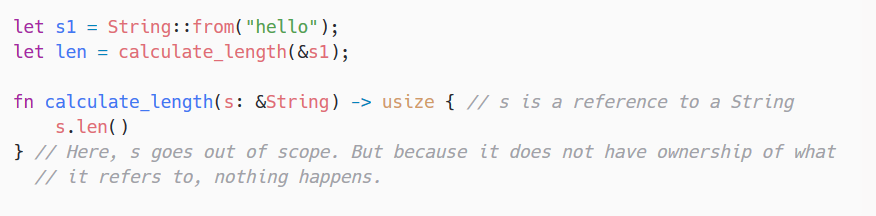 let s1 = String::from("hello");
let len = calculate_length(&s1);
fn calculate_length(s: &String) -> usize { // s is a reference to a String
s.len()
} // Here, s goes out of scope. But because it does not have ownership of what
// it refers to, nothing happens.